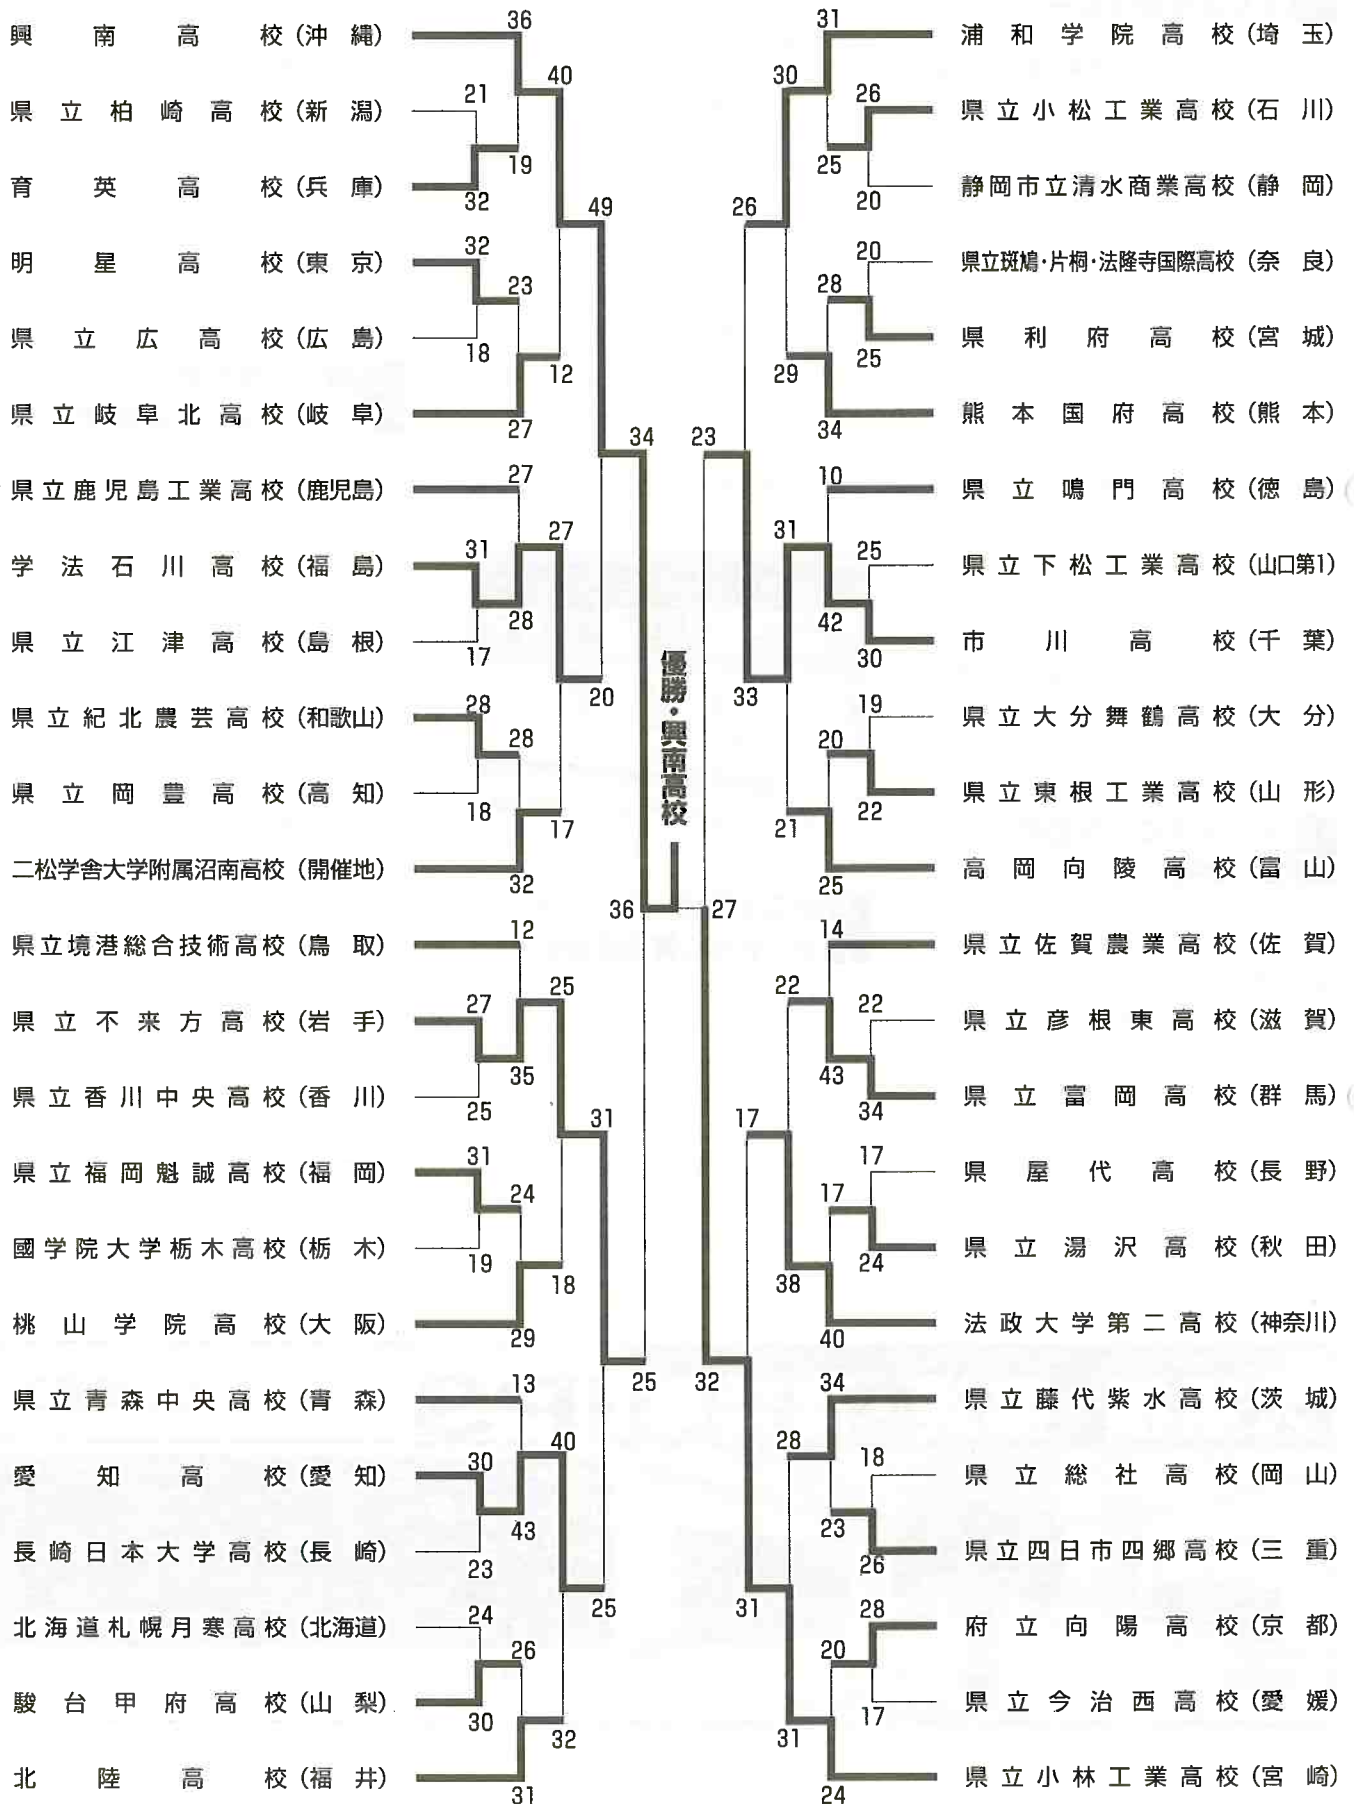 興南高校(沖縄)
県立柏崎高校(新潟)
育英高校(兵庫)
明星高校(東京)
県立広高校(広島)
県立岐阜北高校(岐阜)
県立鹿児島工業高校(鹿児島)
学法石川高校(福島)
県立江津高校(島根)
県立紀北農芸高校(和歌山)
県立岡豊高校(高知)
二松学舎大学附属沼南高校(開催地)
県立境港総合技術高校(鳥取)
県立不来方高校(岩手)
県立香川中央高校(香川)
県立福岡魁誠高校(福岡)
國学院大学栃木高校(栃木)
桃山学院高校(大阪)
県立青森中央高校(青森)
愛知高校(愛知)
長崎日本大学高校(長崎)
北海道札幌月寒高校(北海道)
駿台甲府高校(山梨)
北陸高校(福井)
36
21
32
19
40
32
18
23
27
12
49
27
31
17
28
27
28
18
28
32
17
20
34
12
27
25
35
25
31
19
24
29
18
31
13
30
23
43
40
24
30
26
31
32
25
25
36
優勝・興南高校
27
23
26
30
31
26
20
25
20
25
28
34
29
10
25
30
42
31
19
22
20
25
21
33
14
22
34
43
22
17
24
17
40
38
17
34
18
26
23
28
28
17
20
24
31
31
32
浦和学院高校(埼玉)
県立小松工業高校(石川)
静岡市立清水商業高校(静岡)
県立斑鳩・片桐・法隆寺国際高校(奈良)
県利府高校(宮城)
熊本国府高校(熊本)
県立鳴門高校(徳島)
県立下松工業高校(山口第1)
市川高校(千葉)
県立大分舞鶴高校(大分)
県立東根工業高校(山形)
高岡向陵高校(富山)
県立佐賀農業高校(佐賀)
県立彦根東高校(滋賀)
県立富岡高校(群馬)
県屋代高校(長野)
県立湯沢高校(秋田)
法政大学第二高校(神奈川)
県立藤代紫水高校(茨城)
県立総社高校(岡山)
県立四日市四郷高校(三重)
府立向陽高校(京都)
県立今治西高校(愛媛)
県立小林工業高校(宮崎)